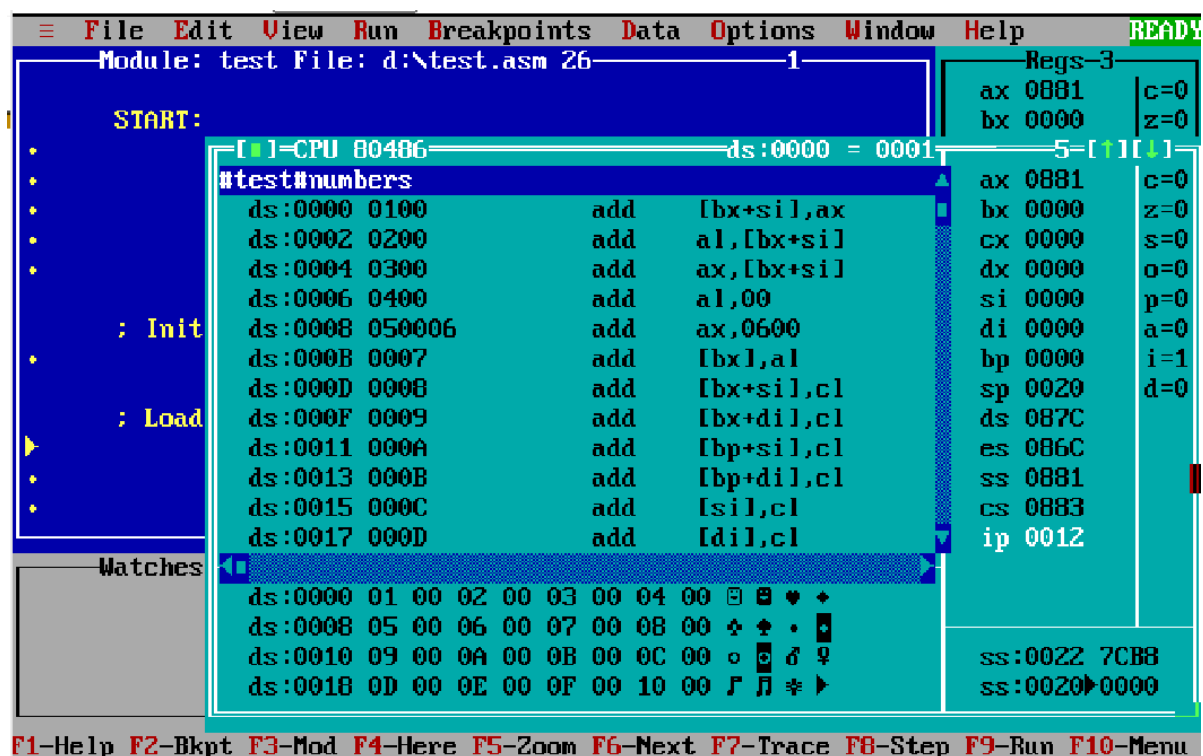 ≡ File Edit View Run Breakpoints Data Options Window Help READY
Module: test File: d:\test.asm 26 1
START:
; Init
; Load
Regs-3
ax 0881 c=0
bx 0000 z=0
[■]=CPU 80486 ds:0000 = 0001 5=[↑][↓]
#test#numbers
ds:0000 0100 add [bx+si],ax
ds:0002 0200 add al,[bx+si]
ds:0004 0300 add ax,[bx+si]
ds:0006 0400 add al,00
ds:0008 050006 add ax,0600
ds:000B 0007 add [bx],al
ds:000D 0008 add [bx+si],cl
ds:000F 0009 add [bx+di],cl
ds:0011 000A add [bp+si],cl
ds:0013 000B add [bp+di],cl
ds:0015 000C add [si],cl
ds:0017 000D add [di],cl
ax 0881 c=0
bx 0000 z=0
cx 0000 s=0
dx 0000 o=0
si 0000 p=0
di 0000 a=0
bp 0000 i=1
sp 0020 d=0
ds 087C
es 086C
ss 0881
cs 0883
ip 0012
Watches
ds:0000 01 00 02 00 03 00 04 00 ☺ ☻ ♥ ♦
ds:0008 05 00 06 00 07 00 08 00 ♣ ♠ • ◘
ds:0010 09 00 0A 00 0B 00 0C 00 ○ ◙ ♂ ♀
ds:0018 0D 00 0E 00 0F 00 10 00 ♪ ♫ ☼ ►
ss:0022 7CB8
ss:0020►0000
F1-Help F2-Bkpt F3-Mod F4-Here F5-Zoom F6-Next F7-Trace F8-Step F9-Run F10-Menu